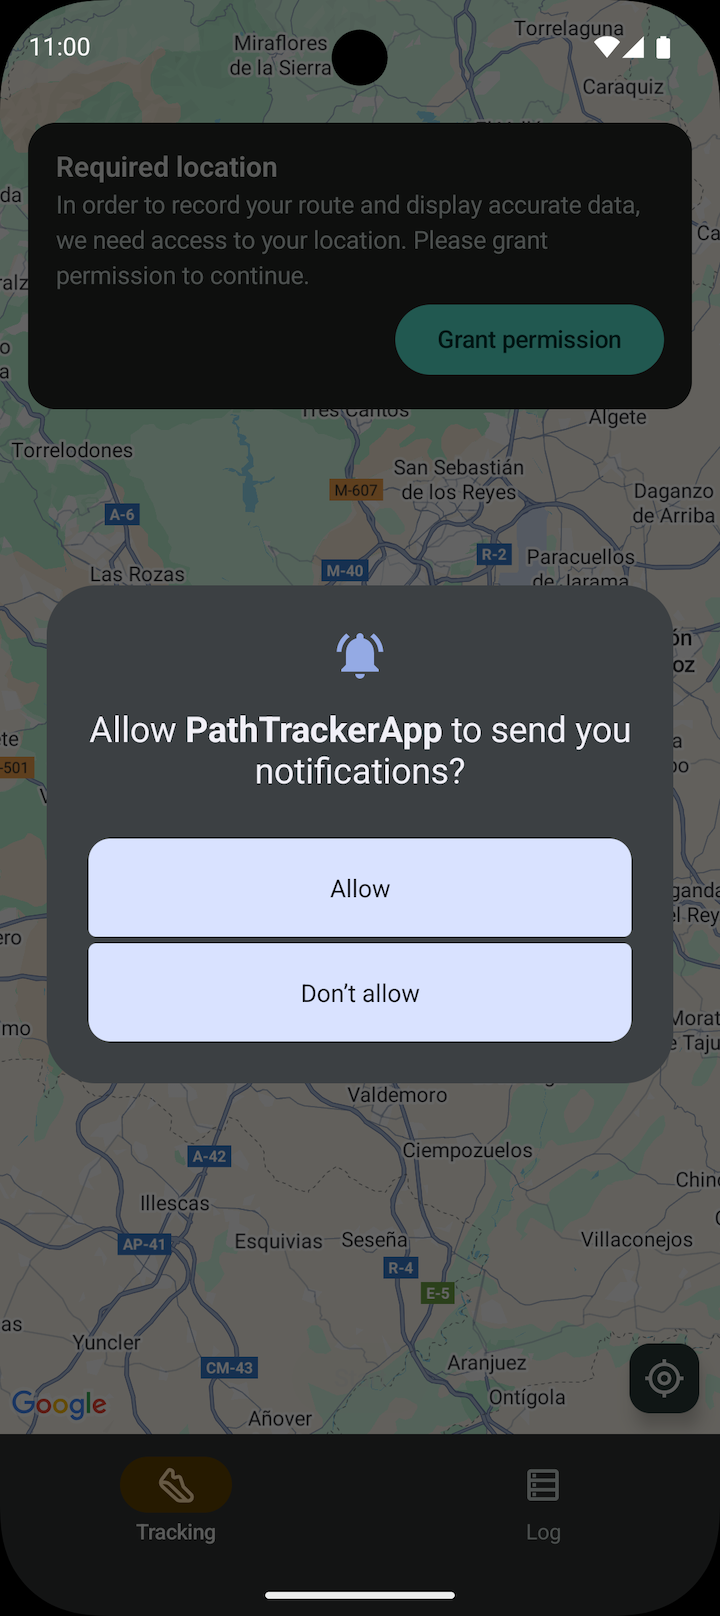 11:00
Miraflores
de la Sierra
Torrelaguna
Caraquiz
Required location
In order to record your route and display accurate data,
we need access to your location. Please grant
permission to continue.
Grant permission
Tres Cantos
Algete
Torrelodones
San Sebastián
de los Reyes
M-607
Daganzo
de Arriba
A-6
R-2
Paracuellos
de Jarama
M-40
Las Rozas
Allow PathTrackerApp to send you
notifications?
-501
Allow
Don't allow
Valdemoro
A-42
Ciempozuelos
Illescas
AP-41
Esquivias
Seseña
Villaconejos
R-4
E-5
Yuncler
CM-43
Aranjuez
Ontígola
Google
Añover
Tracking
Log